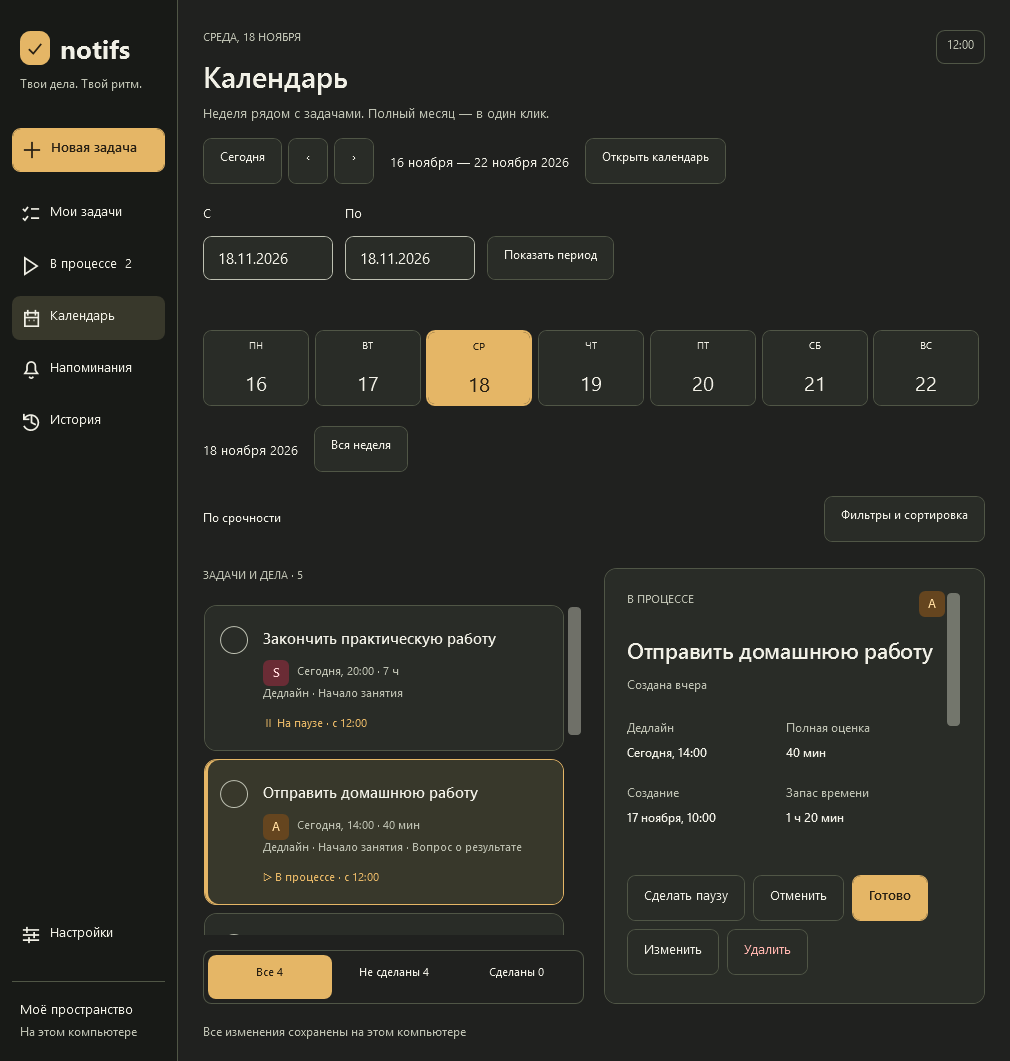 notifs
Твои дела. Твой ритм.
Новая задача
Мои задачи
В процессе 2
Календарь
Напоминания
История
Настройки
Моё пространство
На этом компьютере
СРЕДА, 18 НОЯБРЯ
12:00
Календарь
Неделя рядом с задачами. Полный месяц — в один клик.
Сегодня ‹ › 16 ноября — 22 ноября 2026 Открыть календарь
С По
18.11.2026 18.11.2026 Показать период
ПН ВТ СР ЧТ ПТ СБ ВС
16 17 18 19 20 21 22
18 ноября 2026 Вся неделя
По срочности Фильтры и сортировка
ЗАДАЧИ И ДЕЛА · 5
Закончить практическую работу
S Сегодня, 20:00 · 7 ч
Дедлайн · Начало занятия
На паузе · с 12:00
Отправить домашнюю работу
A Сегодня, 14:00 · 40 мин
Дедлайн · Начало занятия · Вопрос о результате
В процессе · с 12:00
Все 4 Не сделаны 4 Сделаны 0
В ПРОЦЕССЕ A
Отправить домашнюю работу
Создана вчера
Дедлайн Полная оценка
Сегодня, 14:00 40 мин
Создание Запас времени
17 ноября, 10:00 1 ч 20 мин
Сделать паузу Отменить Готово
Изменить Удалить
Все изменения сохранены на этом компьютере